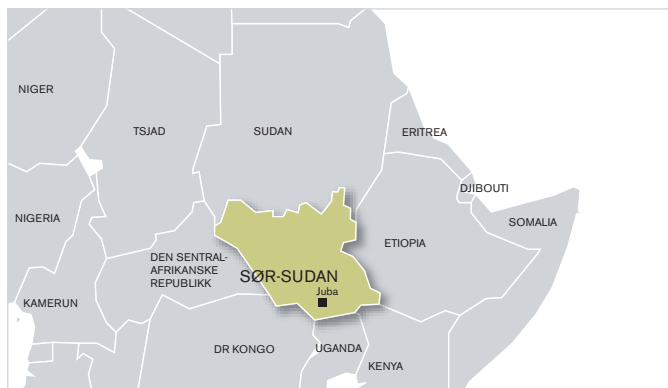 NIGER
TSJAD
SUDAN
ERITREA
DJIBOUTI
NIGERIA
SOMALIA
ETIOPIA
DEN SENTRAL-
AFRIKANSKE
REPUBLIKK
SØR-SUDAN
Juba
KAMERUN
DR KONGO
UGANDA
KENYA